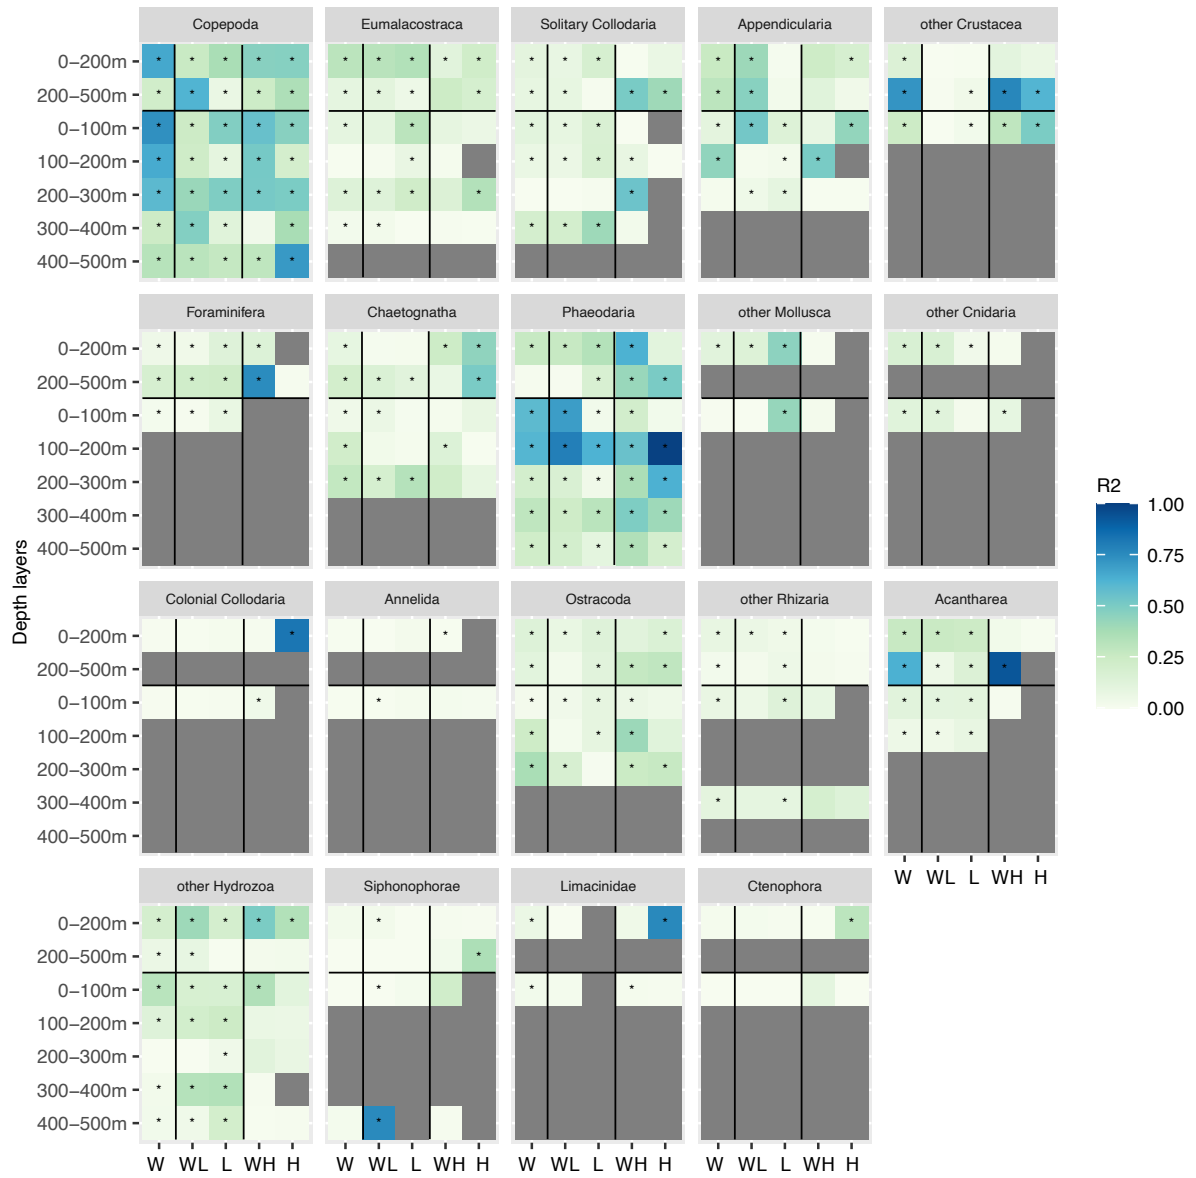 Copepoda Eumalacostraca Solitary Collodaria Appendicularia other Crustacea
0−200m
200−500m
0−100m
100−200m
200−300m
300−400m
400−500m
Foraminifera Chaetognatha Phaeodaria other Mollusca other Cnidaria
0−200m
200−500m
0−100m
100−200m
200−300m
300−400m
400−500m
Depth layers
R2
1.00
0.75
0.50
0.25
0.00
Colonial Collodaria Annelida Ostracoda other Rhizaria Acantharea
0−200m
200−500m
0−100m
100−200m
200−300m
300−400m
400−500m
W WL L WH H
other Hydrozoa Siphonophorae Limacinidae Ctenophora
0−200m
200−500m
0−100m
100−200m
200−300m
300−400m
400−500m
W WL L WH H W WL L WH H W WL L WH H W WL L WH H